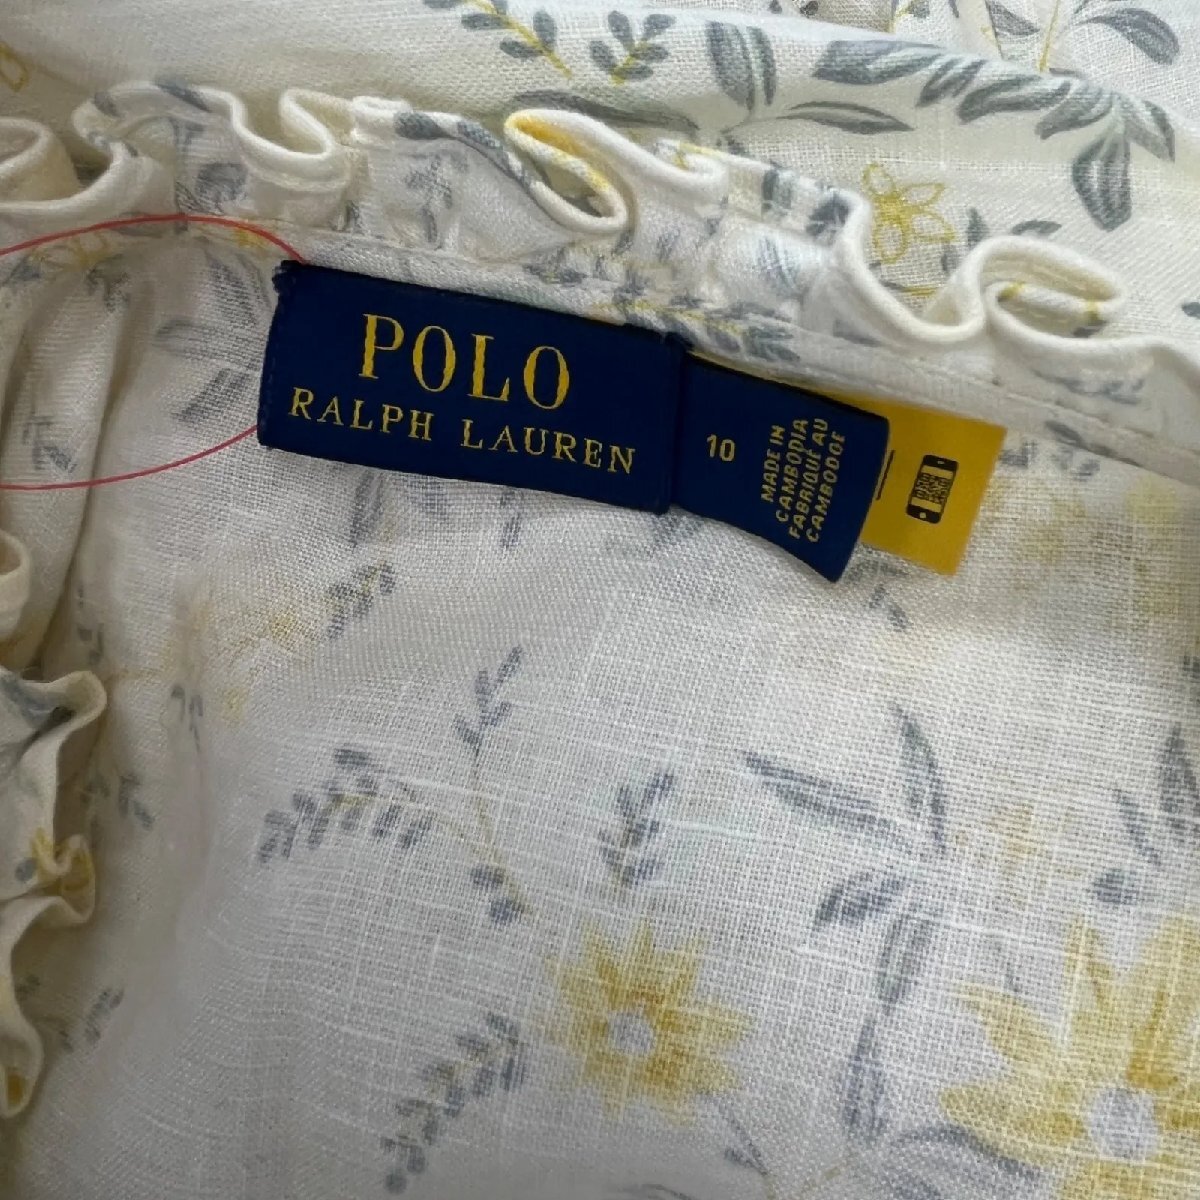 POLO
RALPH LAUREN
10
MADE IN
CAMBODIA
FABRIQUÉ AU
CAMBODGE